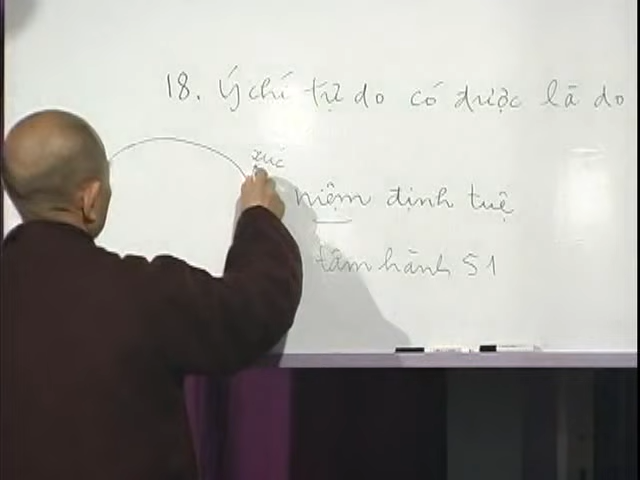 18. Ý chí tự do có được là do
xúc
niệm định tuệ
tâm hành 51